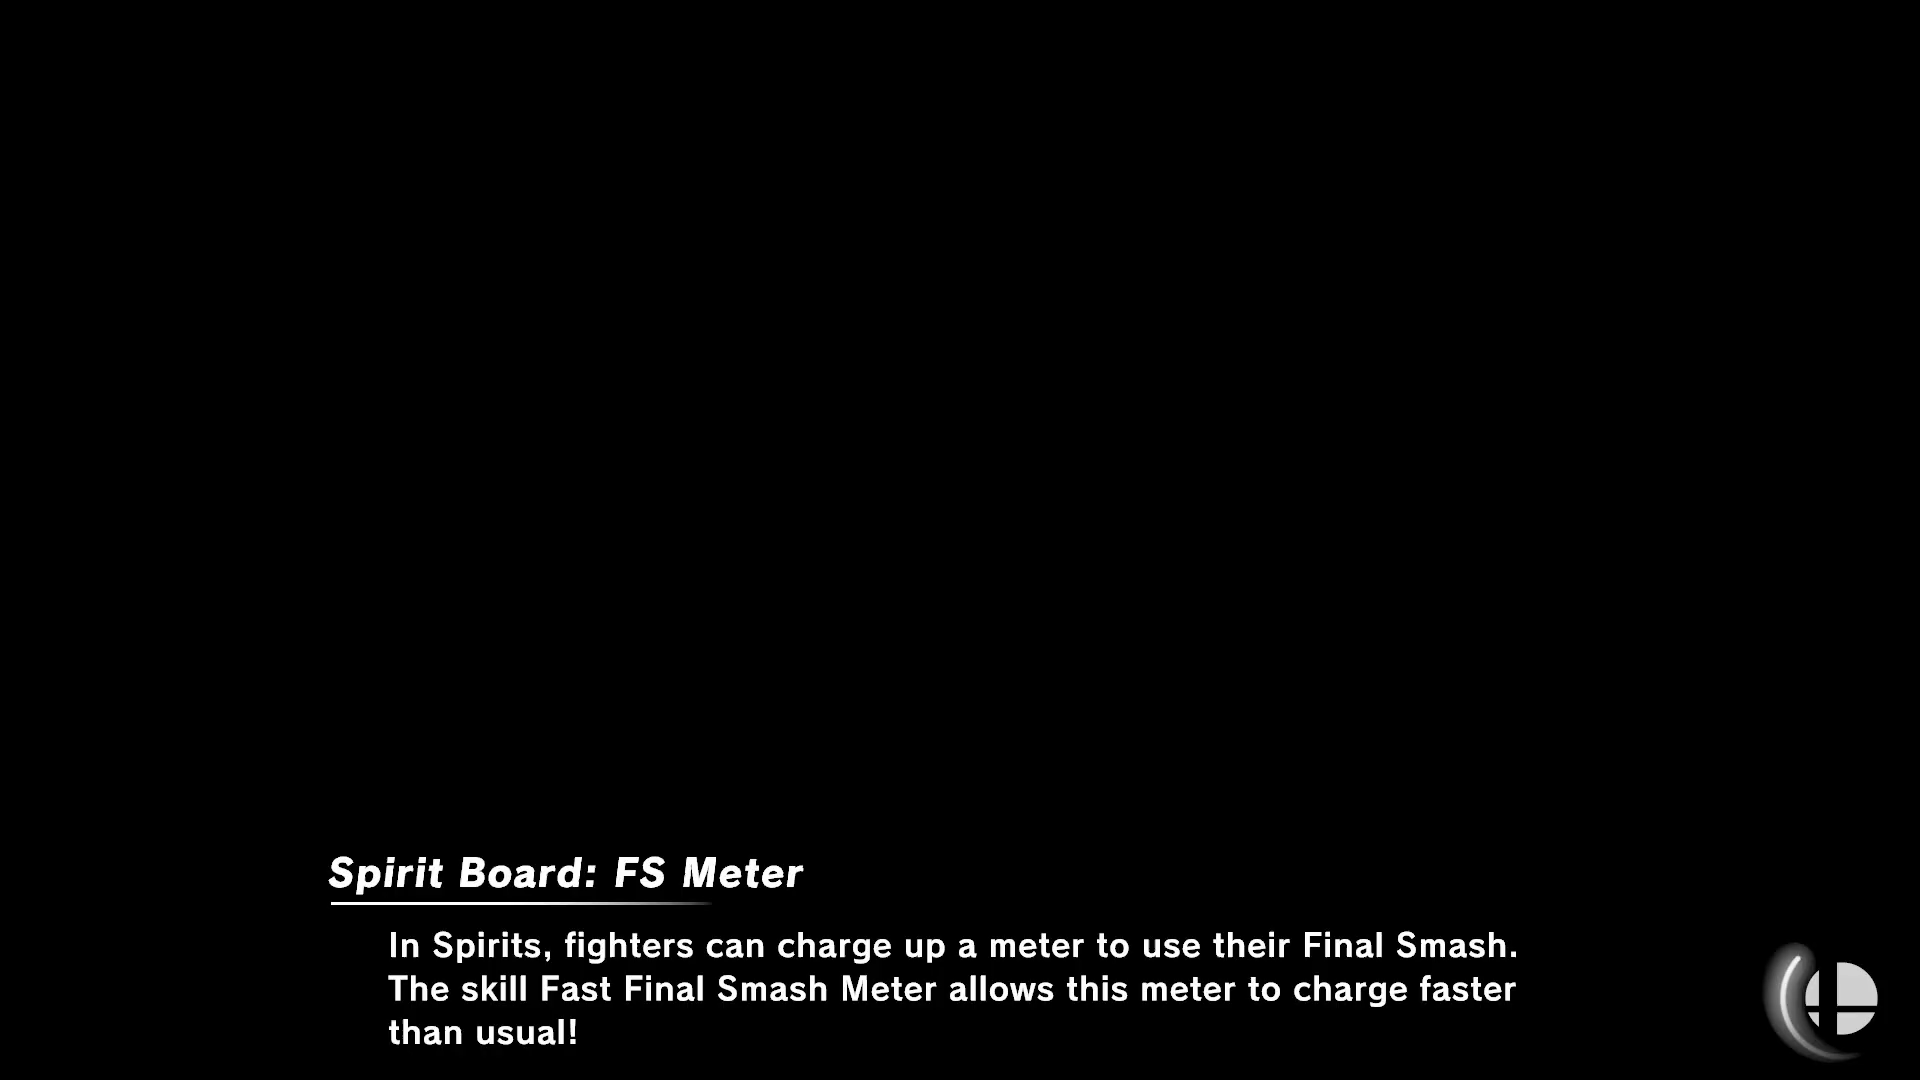 Spirit Board: FS Meter
In Spirits, fighters can charge up a meter to use their Final Smash.
The skill Fast Final Smash Meter allows this meter to charge faster
than usual!